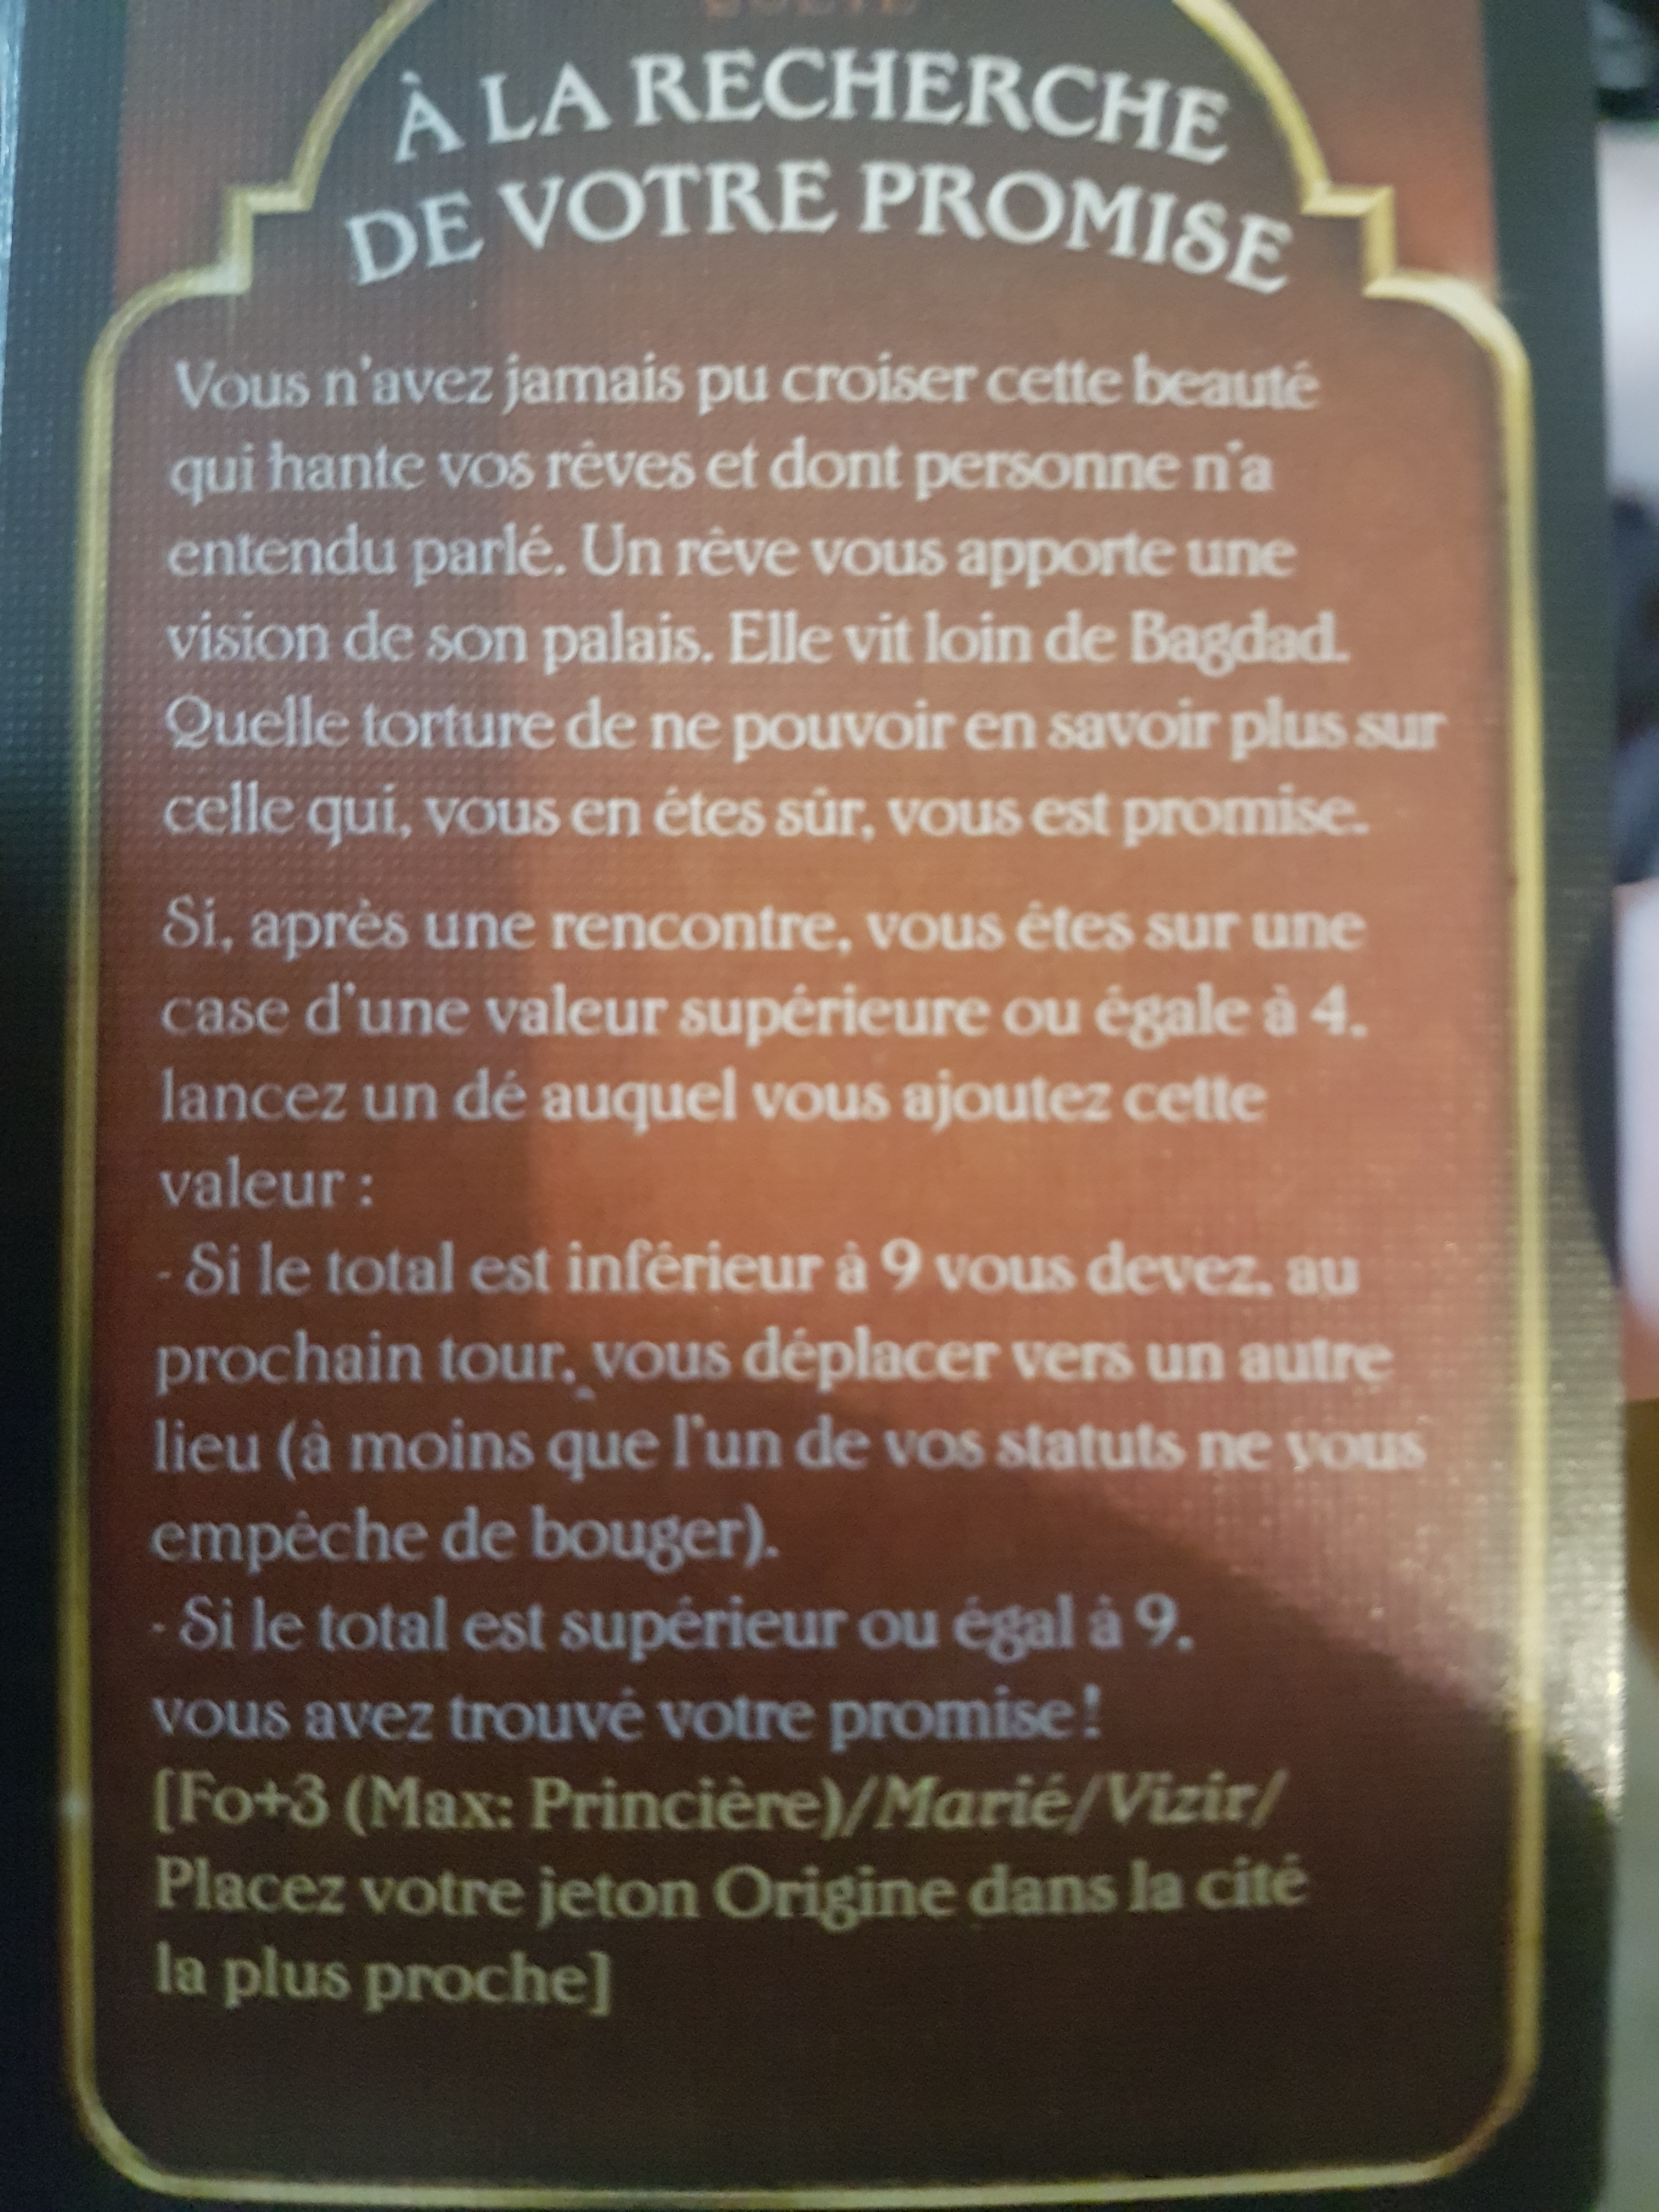 À LA RECHERCHE
DE VOTRE PROMISE
Vous n'avez jamais pu croiser cette beauté
qui hante vos rêves et dont personne n'a
entendu parlé. Un rêve vous apporte une
vision de son palais. Elle vit loin de Bagdad.
Quelle torture de ne pouvoir en savoir plus sur
celle qui, vous en êtes sûr, vous est promise.
Si, après une rencontre, vous êtes sur une
case d'une valeur supérieure ou égale à 4,
lancez un dé auquel vous ajoutez cette
valeur :
- Si le total est inférieur à 9 vous devez, au
prochain tour, vous déplacer vers un autre
lieu (à moins que l'un de vos statuts ne vous
empêche de bouger).
- Si le total est supérieur ou égal à 9,
vous avez trouvé votre promise !
[Fo+3 (Max: Princière)/Marié/Vizir/
Placez votre jeton Origine dans la cité
la plus proche]